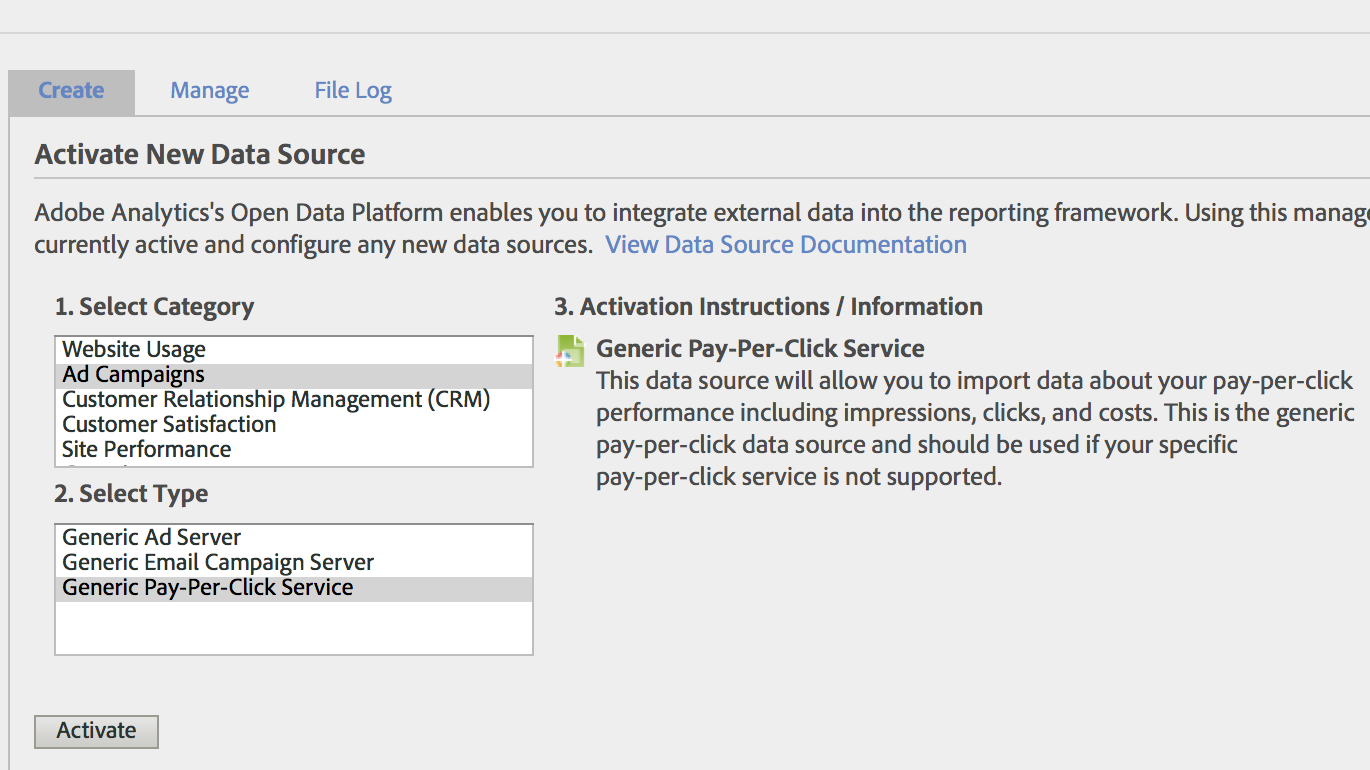 Create
Manage
File Log
Activate New Data Source
Adobe Analytics's Open Data Platform enables you to integrate external data into the reporting framework. Using this
currently active and configure any new data sources. View Data Source Documentation
1. Select Category
Website Usage
Ad Campaigns
Customer Relationship Management (CRM)
Customer Satisfaction
Site Performance
2. Select Type
Generic Ad Server
Generic Email Campaign Server
Generic Pay-Per-Click Service
3. Activation Instructions / Information
Generic Pay-Per-Click Service
This data source will allow you to import data about your pay-per-click
performance including impressions, clicks, and costs. This is the generic
pay-per-click data source and should be used if your specific
pay-per-click service is not supported.
Activate